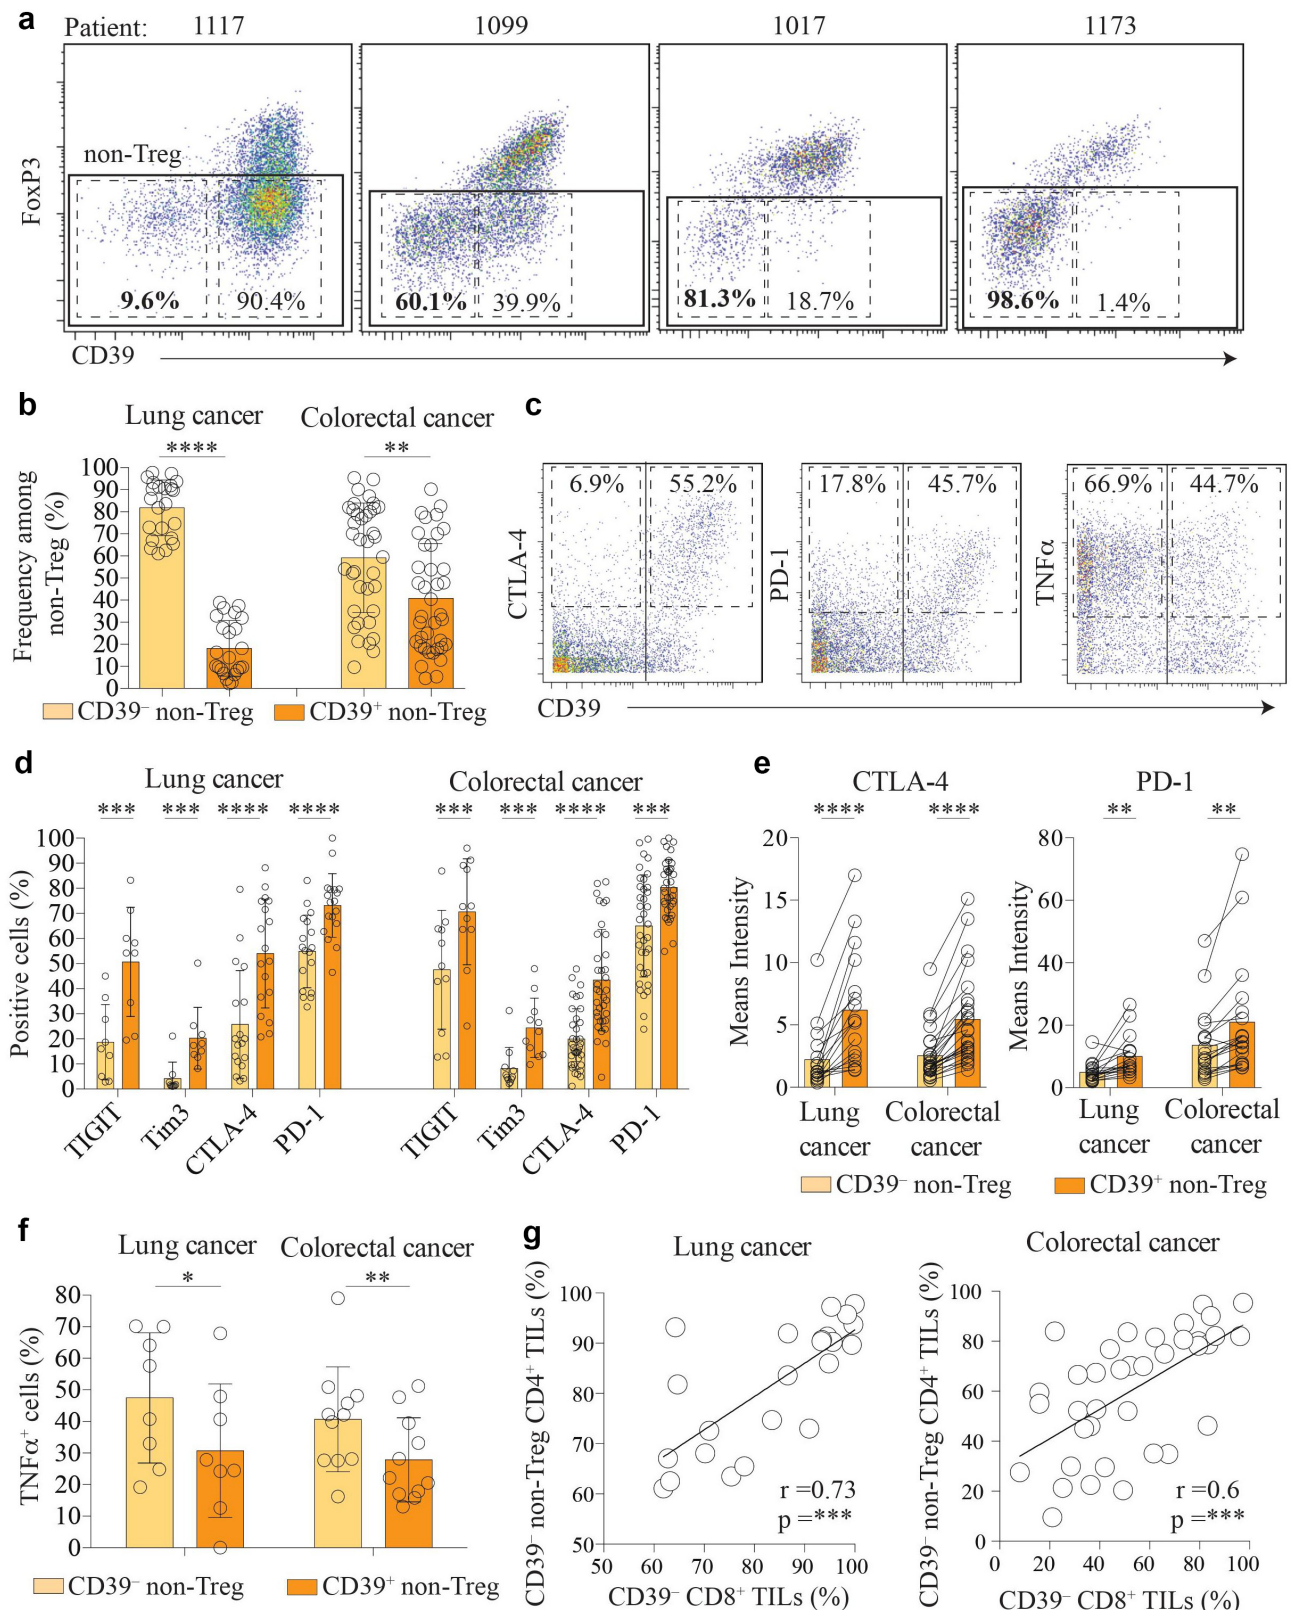 a
Patient: 1117 1099 1017 1173
FoxP3
non-Treg
9.6% 90.4% 60.1% 39.9% 81.3% 18.7% 98.6% 1.4%
CD39
b
Lung cancer Colorectal cancer
**** **
Frequency among
non-Treg (%)
100
90
80
70
60
50
40
30
20
10
0
CD39⁻ non-Treg CD39⁺ non-Treg
c
6.9% 55.2% 17.8% 45.7% 66.9% 44.7%
CTLA-4
PD-1
TNFα
CD39
d
Lung cancer Colorectal cancer
*** *** **** **** *** *** **** ***
Positive cells (%)
100
90
80
70
60
50
40
30
20
10
0
TIGIT Tim3 CTLA-4 PD-1 TIGIT Tim3 CTLA-4 PD-1
e
CTLA-4 PD-1
**** **** ** **
Means Intensity
20
15
10
5
0
Means Intensity
80
60
40
20
0
Lung Colorectal Lung Colorectal
cancer cancer cancer cancer
CD39⁻ non-Treg CD39⁺ non-Treg
f
Lung cancer Colorectal cancer
* **
TNFα⁺ cells (%)
80
70
60
50
40
30
20
10
0
CD39⁻ non-Treg CD39⁺ non-Treg
g
Lung cancer
CD39⁻ non-Treg CD4⁺ TILs (%)
100
90
80
70
60
50
r =0.73
p =***
50 60 70 80 90 100
CD39⁻ CD8⁺ TILs (%)
Colorectal cancer
CD39⁻ non-Treg CD4⁺ TILs (%)
100
80
60
40
20
0
r =0.6
p =***
0 20 40 60 80 100
CD39⁻ CD8⁺ TILs (%)